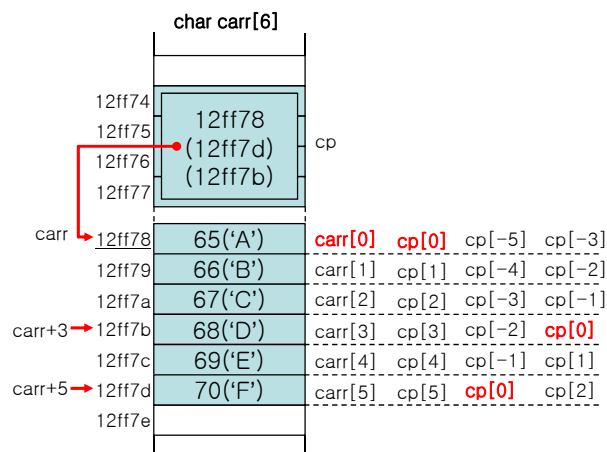 char carr[6]
12ff74
12ff75
12ff76
12ff77
12ff78
(12ff7d)
(12ff7b)
cp
carr 12ff78 65('A') carr[0] cp[0] cp[-5] cp[-3]
12ff79 66('B') carr[1] cp[1] cp[-4] cp[-2]
12ff7a 67('C') carr[2] cp[2] cp[-3] cp[-1]
carr+3 12ff7b 68('D') carr[3] cp[3] cp[-2] cp[0]
12ff7c 69('E') carr[4] cp[4] cp[-1] cp[1]
carr+5 12ff7d 70('F') carr[5] cp[5] cp[0] cp[2]
12ff7e